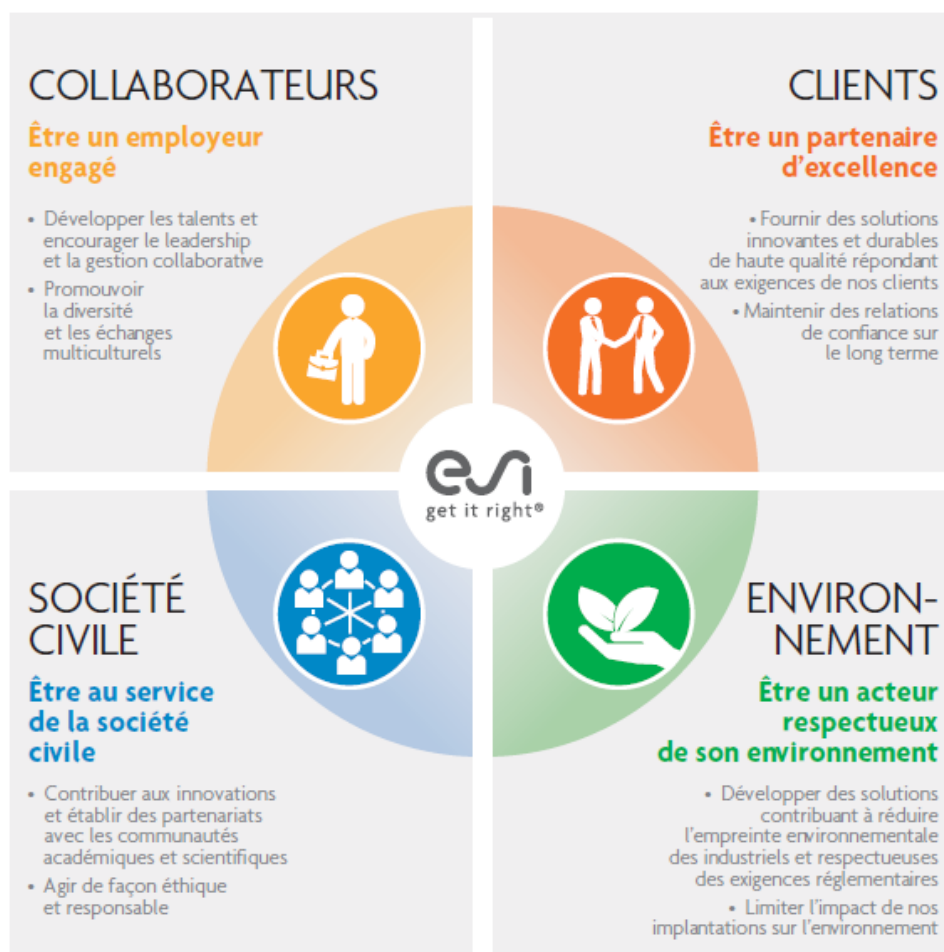 COLLABORATEURS
Être un employeur
engagé
• Développer les talents et
encourager le leadership
et la gestion collaborative
• Promouvoir
la diversité
et les échanges
multiculturels
CLIENTS
Être un partenaire
d’excellence
• Fournir des solutions
innovantes et durables
de haute qualité répondant
aux exigences de nos clients
• Maintenir des relations
de confiance sur
le long terme
esi
get it right®
SOCIÉTÉ
CIVILE
Être au service
de la société
civile
• Contribuer aux innovations
et établir des partenariats
avec les communautés
académiques et scientifiques
• Agir de façon éthique
et responsable
ENVIRON-
NEMENT
Être un acteur
respectueux
de son environnement
• Développer des solutions
contribuant à réduire
l’empreinte environnementale
des industriels et respectueuses
des exigences réglementaires
• Limiter l’impact de nos
implantations sur l’environnement